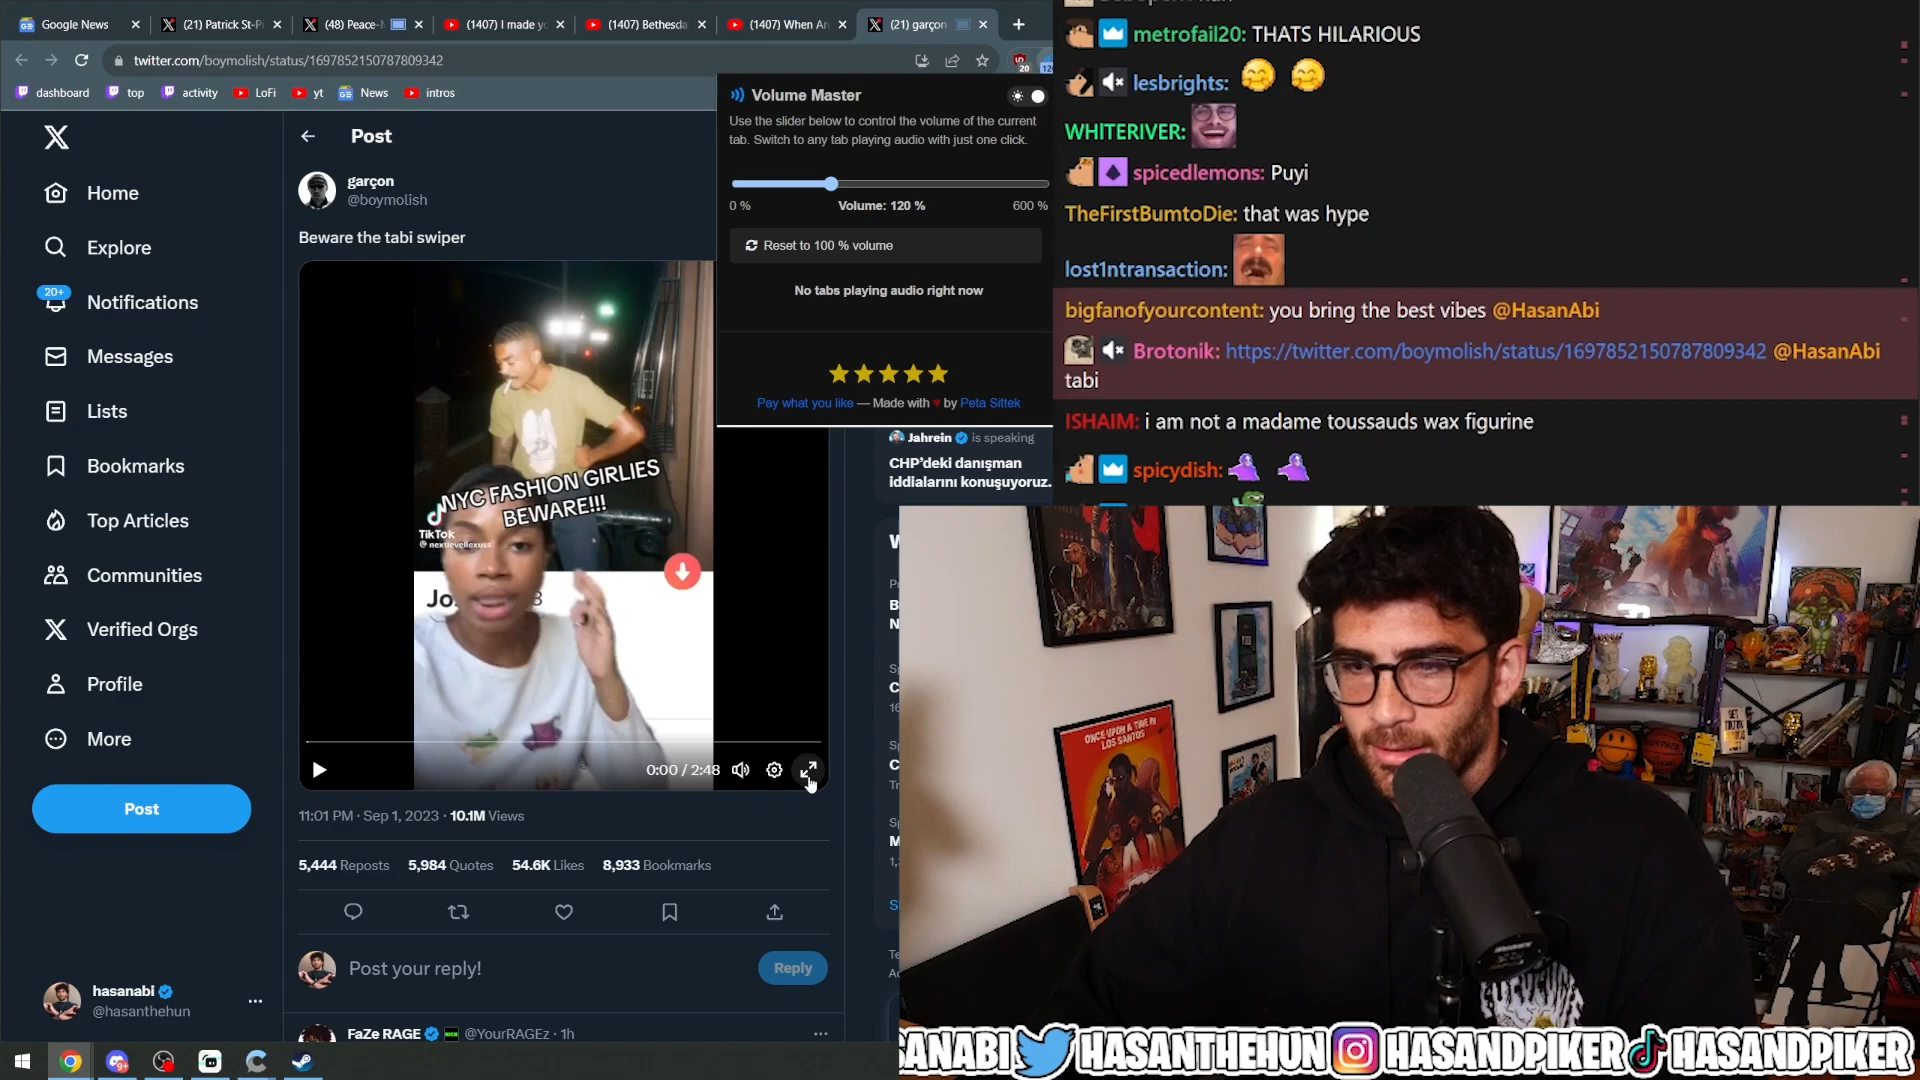 Google News
(21) Patrick St-P
(48) Peace-
(1407) I made yo
(1407) Bethesda
(1407) When An
(21) garçon
twitter.com/boymolish/status/1697852150787809342
20
dashboard
top
activity
LoFi
yt
News
intros
Volume Master
Use the slider below to control the volume of the current
tab. Switch to any tab playing audio with just one click.
0 %
Volume: 120 %
600 %
Reset to 100 % volume
No tabs playing audio right now
Pay what you like — Made with ♥ by Peta Sittek
Home
Explore
20+
Notifications
Messages
Lists
Bookmarks
Top Articles
Communities
Verified Orgs
Profile
More
Post
hasanabi
@hasanthehun
Post
garçon
@boymolish
Beware the tabi swiper
NYC FASHION GIRLIES
BEWARE!!!
TikTok
@ nextlevellexuss
Jo
0:00 / 2:48
11:01 PM · Sep 1, 2023 · 10.1M Views
5,444 Reposts
5,984 Quotes
54.6K Likes
8,933 Bookmarks
Post your reply!
Reply
FaZe RAGE @YourRAGEz · 1h
Jahrein is speaking
CHP'deki danışman
iddialarını konuşuyoruz.
metrofail20: THATS HILARIOUS
lesbrights:
WHITERIVER:
spicedlemons: Puyi
TheFirstBumtoDie: that was hype
lost1ntransaction:
bigfanofyourcontent: you bring the best vibes @HasanAbi
Brotonik: https://twitter.com/boymolish/status/1697852150787809342 @HasanAbi
tabi
ISHAIM: i am not a madame toussauds wax figurine
spicydish:
ONCE UPON A TIME IN
LOS SANTOS
SANABI
HASANTHEHUN
HASANDPIKER
HASANDPIKER